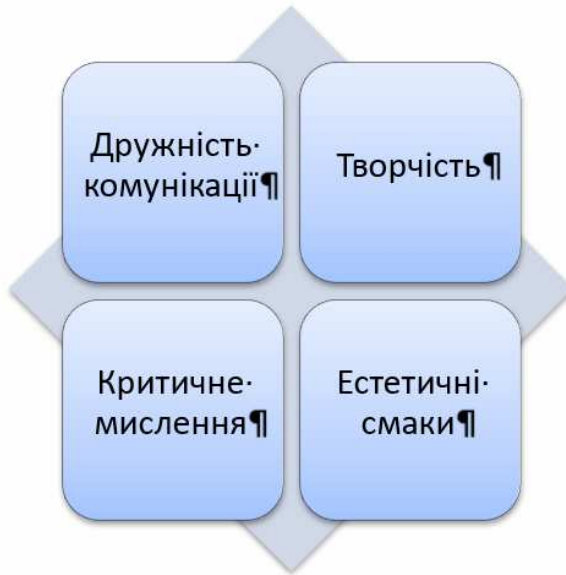 Дружність·
комунікації¶
Творчість¶
Критичне·
мислення¶
Естетичні·
смаки¶